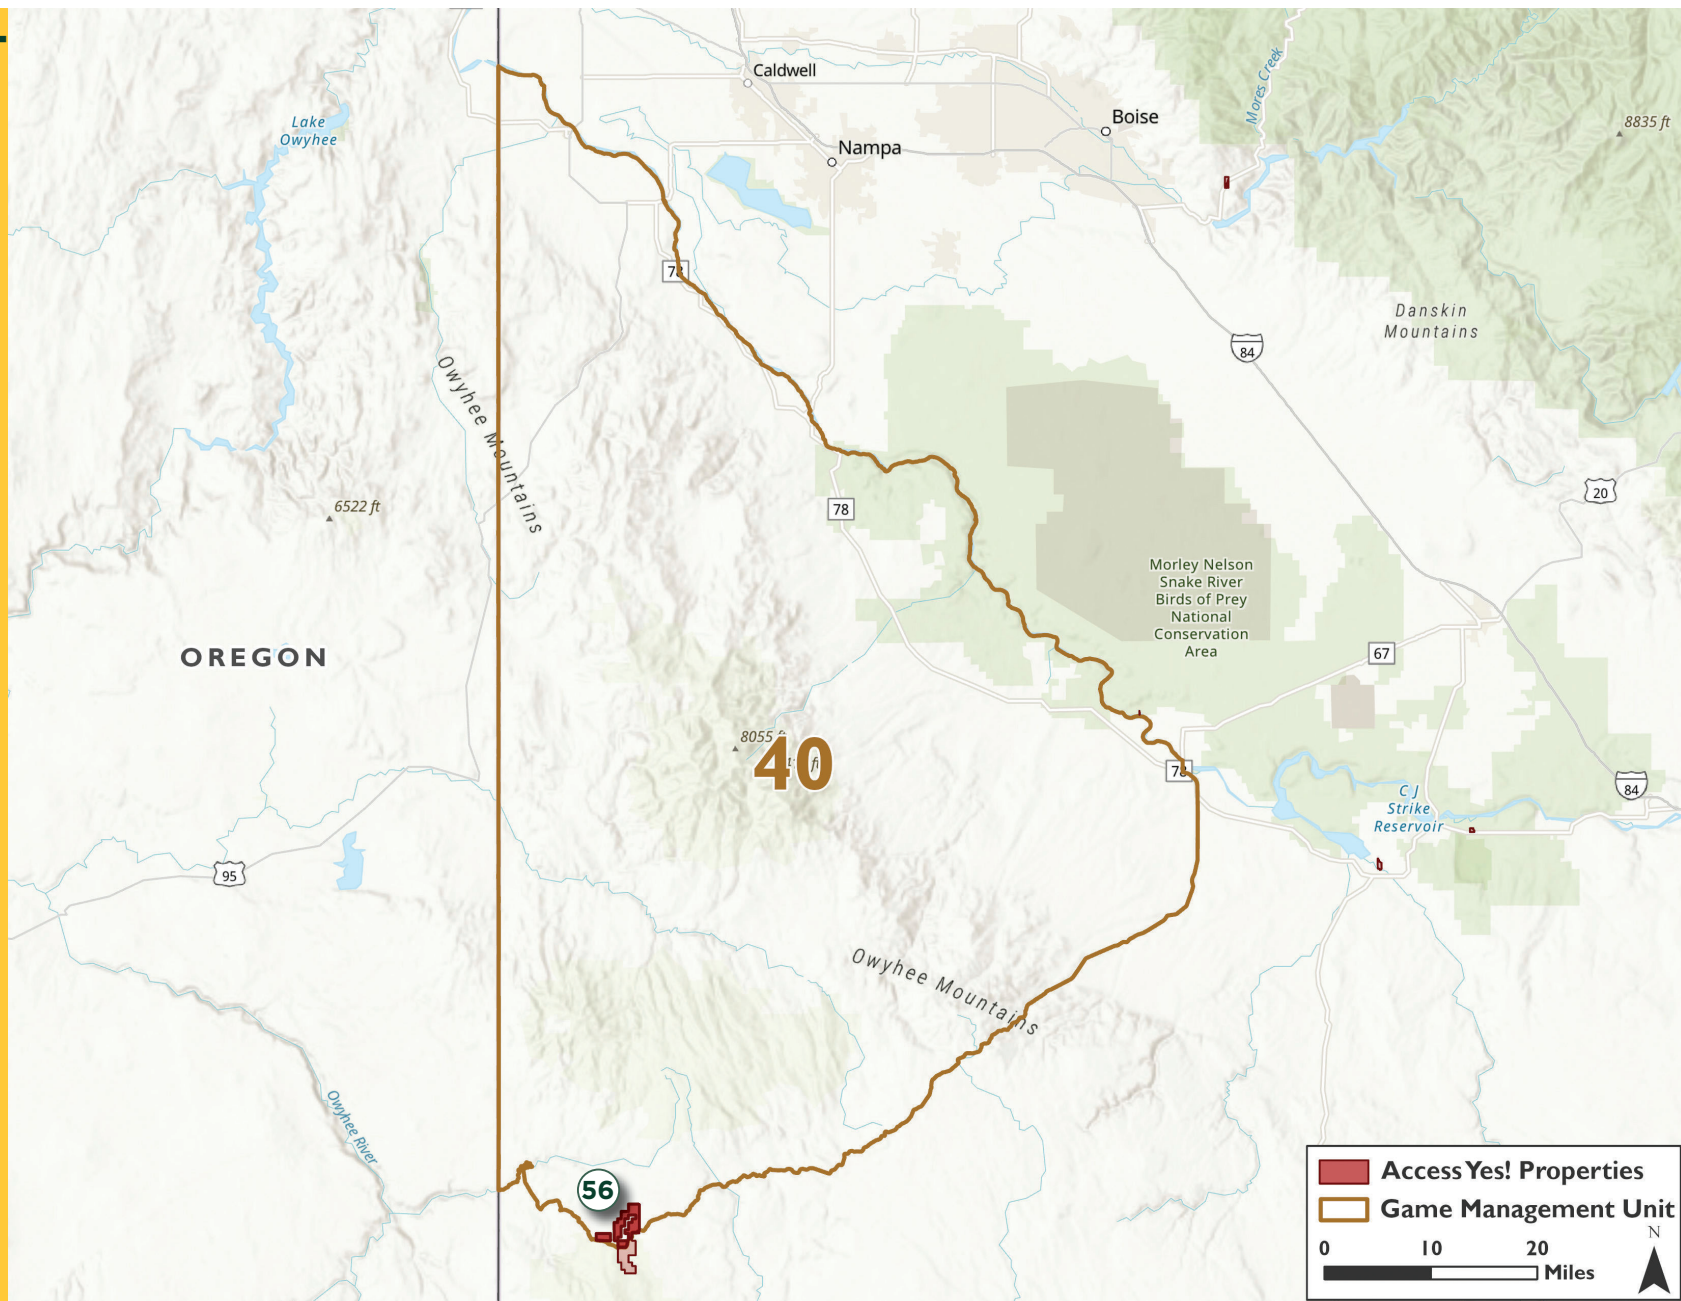 Caldwell
Boise
Nampa
Mores Creek
8835 ft
Lake
Owyhee
78
Danskin
Mountains
84
Owyhee Mountains
6522 ft
78
20
Morley Nelson
Snake River
Birds of Prey
National
Conservation
Area
OREGON
67
8055 ft
40
78
C J
Strike
Reservoir
84
95
Owyhee Mountains
Owyhee River
56
Access Yes! Properties
Game Management Unit
N
0 10 20
Miles